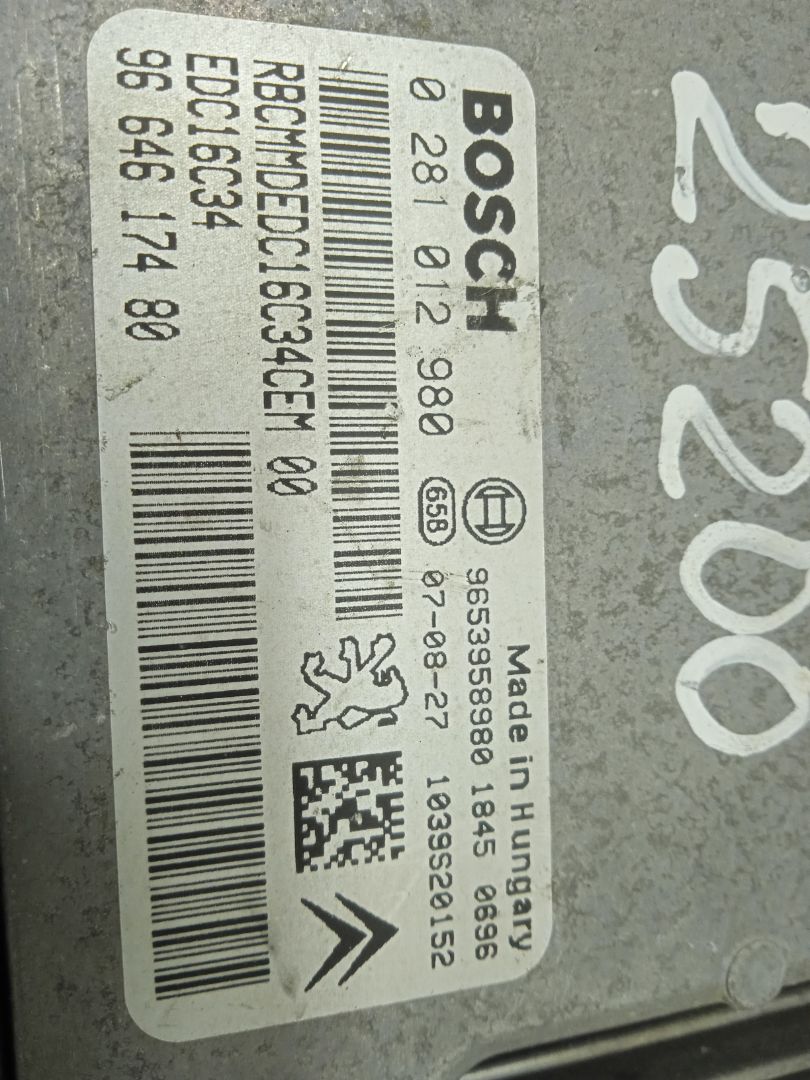 25200
Made in Hungary
BOSCH
9653958980 1845 0696
0 281 012 980 658 07-08-27 1039S20152
RBCMMDEDC16C34CEM 00
EDC16C34
96 646 174 80